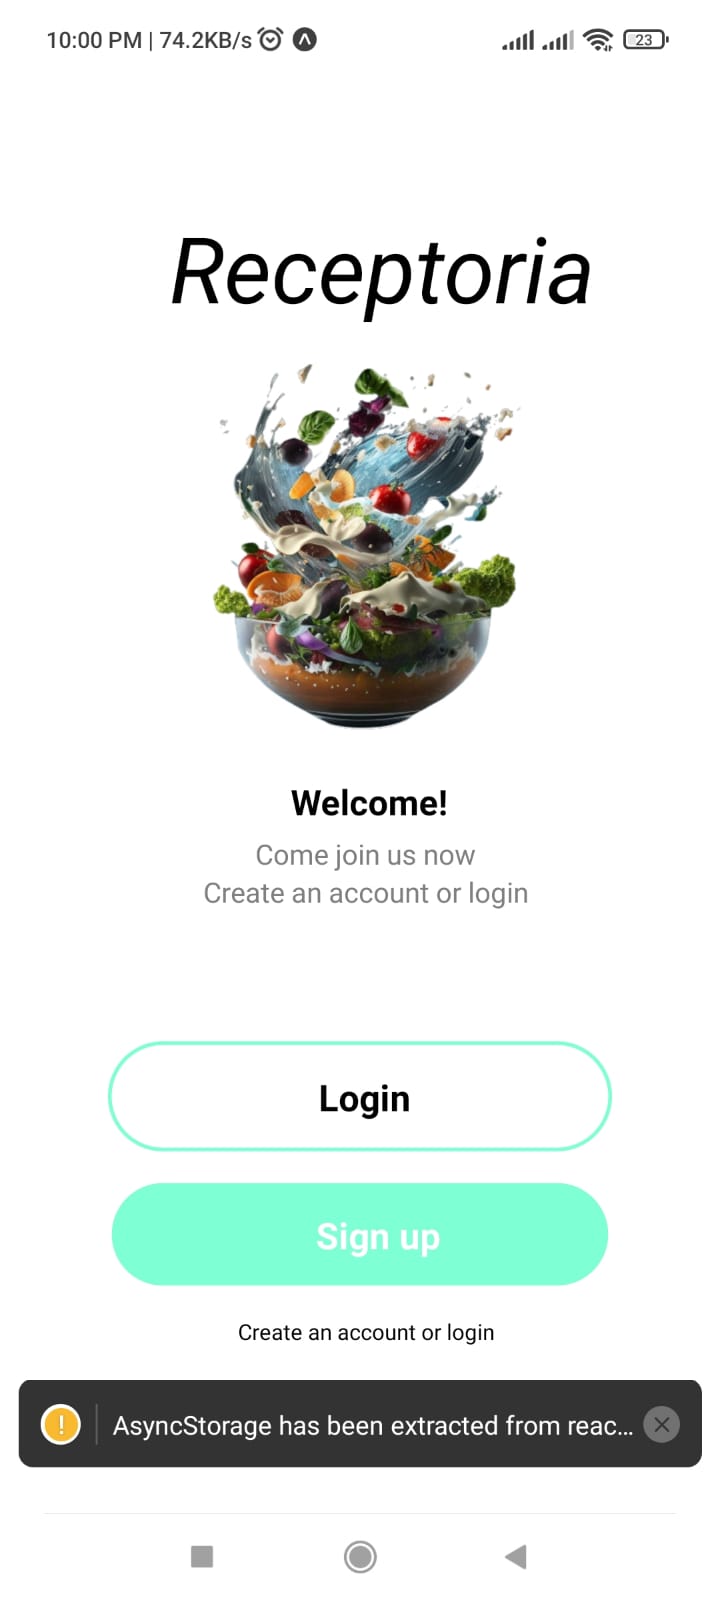 10:00 PM | 74.2KB/s
23
Receptoria
Welcome!
Come join us now
Create an account or login
Login
Sign up
Create an account or login
AsyncStorage has been extracted from reac...